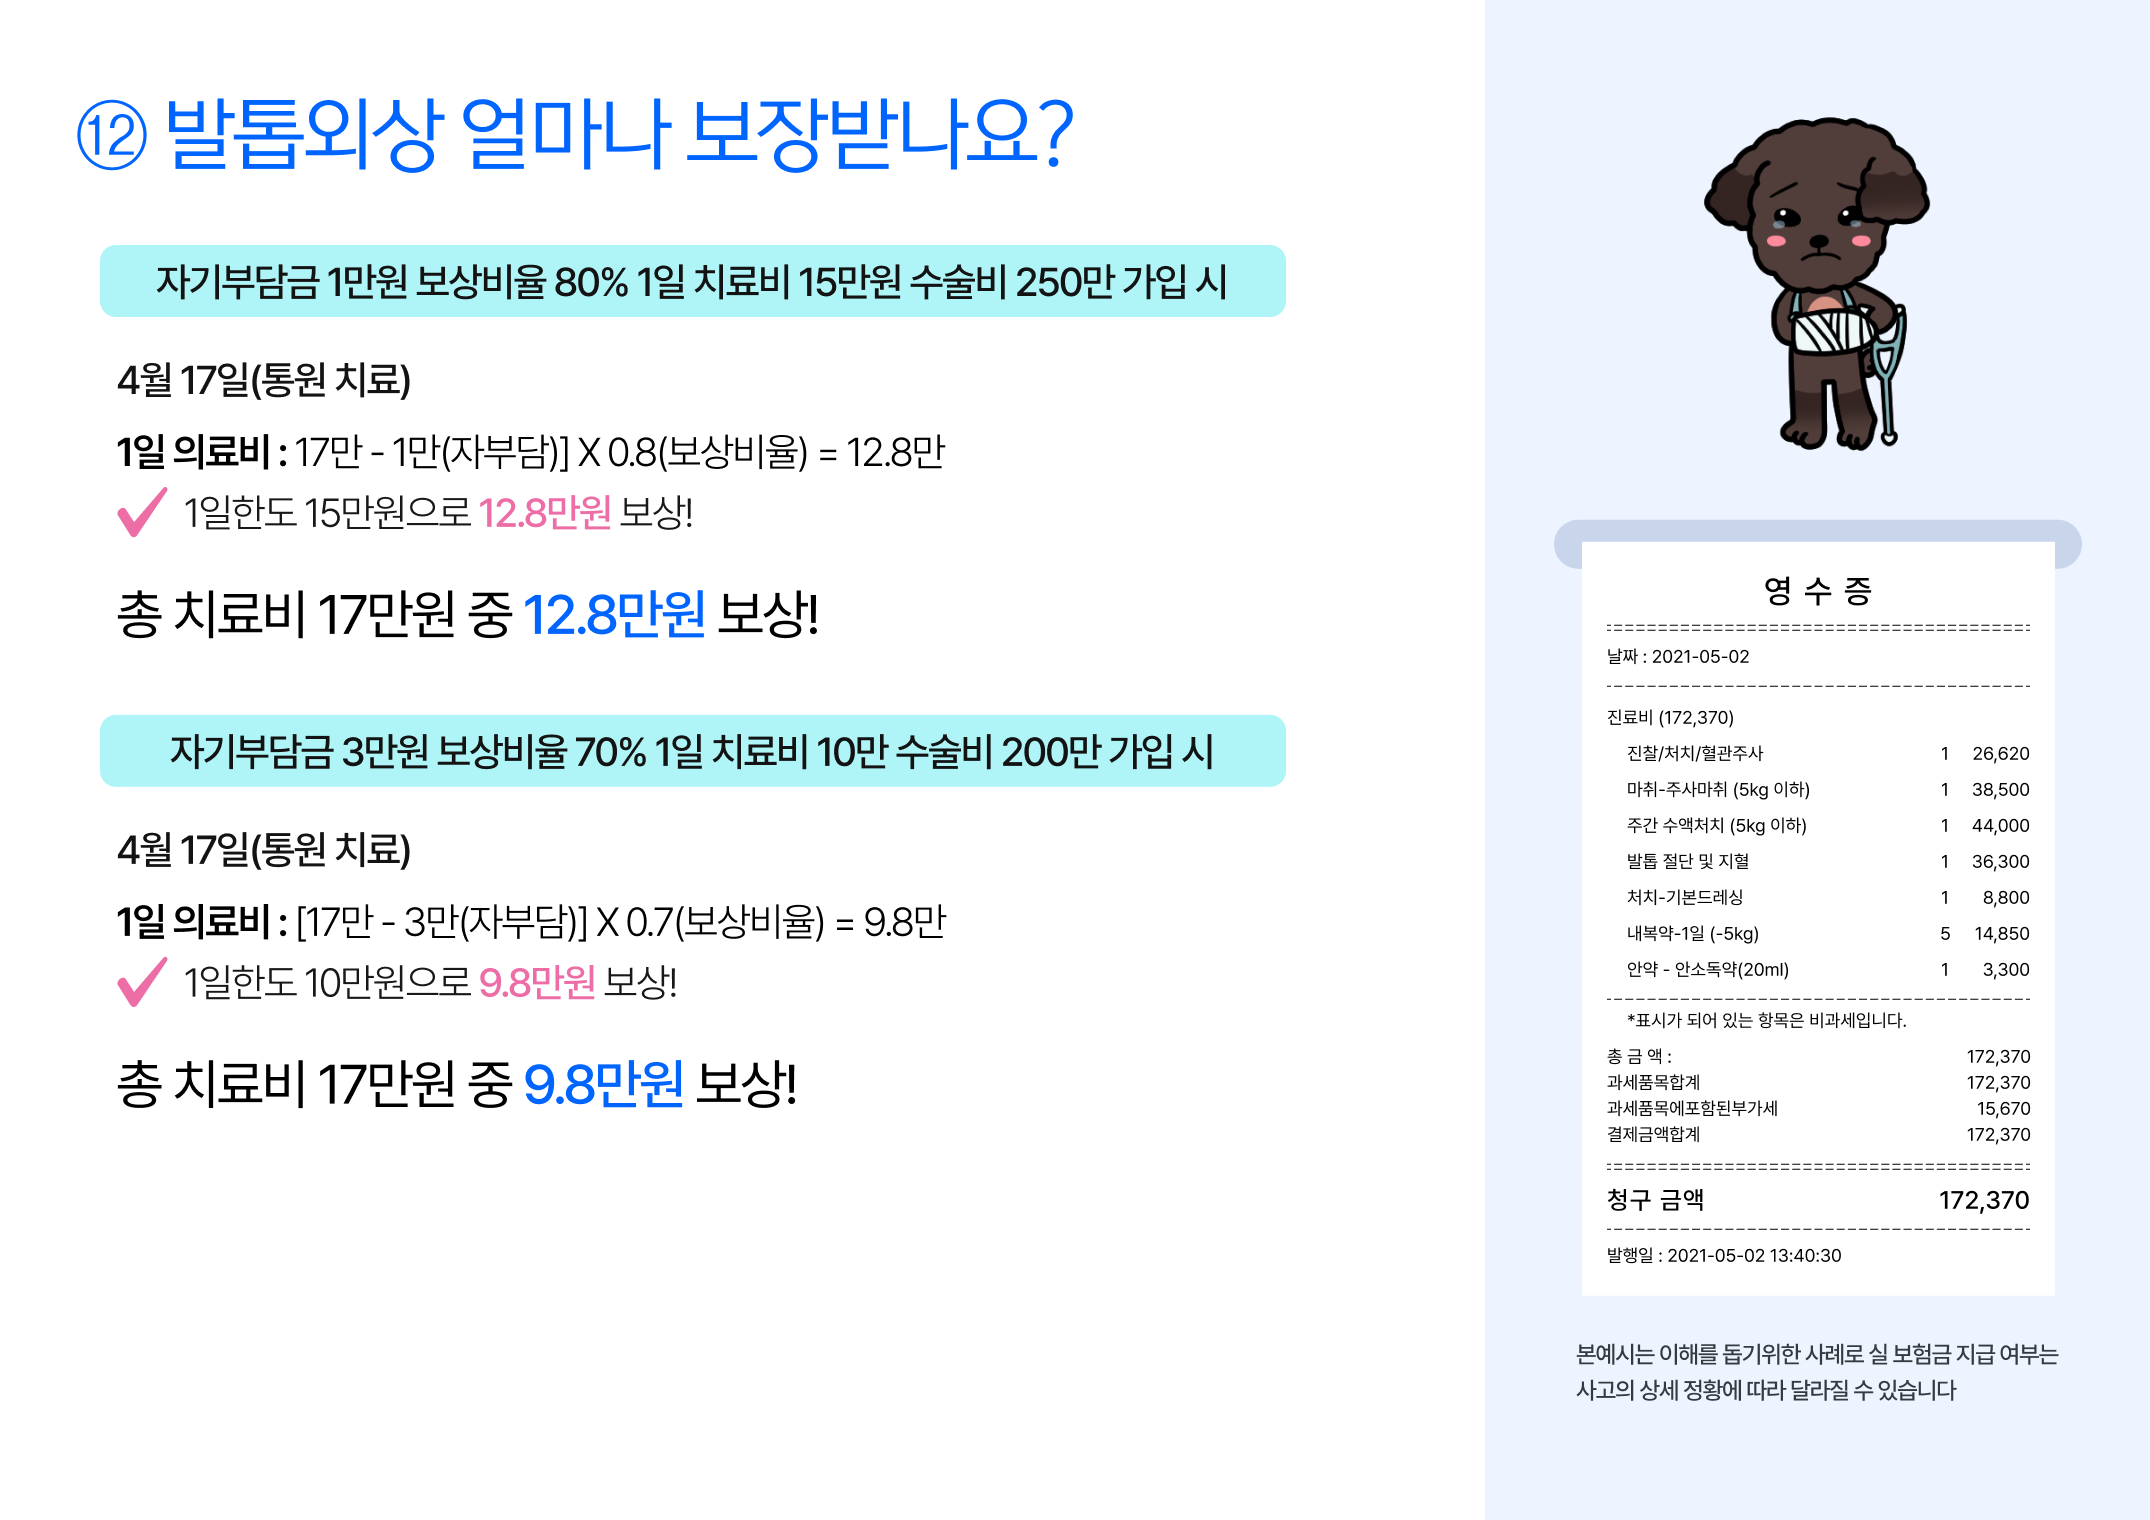 ⑫ 발톱외상 얼마나 보장받나요?
자기부담금 1만원 보상비율 80% 1일 치료비 15만원 수술비 250만 가입 시
4월 17일(통원 치료)
1일 의료비 : 17만 - 1만(자부담)] X 0.8(보상비율) = 12.8만
1일한도 15만원으로 12.8만원 보상!
총 치료비 17만원 중 12.8만원 보상!
자기부담금 3만원 보상비율 70% 1일 치료비 10만 수술비 200만 가입 시
4월 17일(통원 치료)
1일 의료비 : [17만 - 3만(자부담)] X 0.7(보상비율) = 9.8만
1일한도 10만원으로 9.8만원 보상!
총 치료비 17만원 중 9.8만원 보상!
영 수 증
날짜 : 2021-05-02
진료비 (172,370)
진찰/처치/혈관주사 1 26,620
마취-주사마취 (5kg 이하) 1 38,500
주간 수액처치 (5kg 이하) 1 44,000
발톱 절단 및 지혈 1 36,300
처치-기본드레싱 1 8,800
내복약-1일 (-5kg) 5 14,850
안약 - 안소독약(20ml) 1 3,300
*표시가 되어 있는 항목은 비과세입니다.
총 금 액 : 172,370
과세품목합계 172,370
과세품목에포함된부가세 15,670
결제금액합계 172,370
청구 금액 172,370
발행일 : 2021-05-02 13:40:30
본예시는 이해를 돕기위한 사례로 실 보험금 지급 여부는
사고의 상세 정황에 따라 달라질 수 있습니다